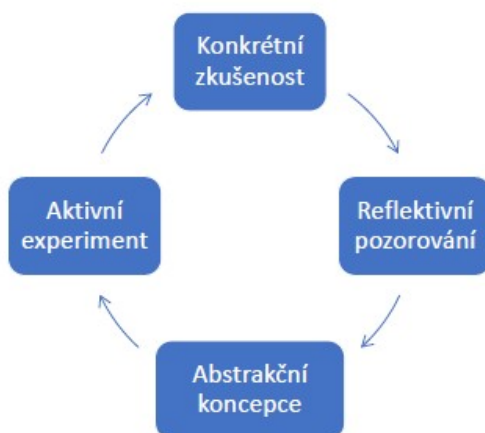 Konkrétní
zkušenost
Aktivní
experiment
Reflektivní
pozorování
Abstrakční
koncepce